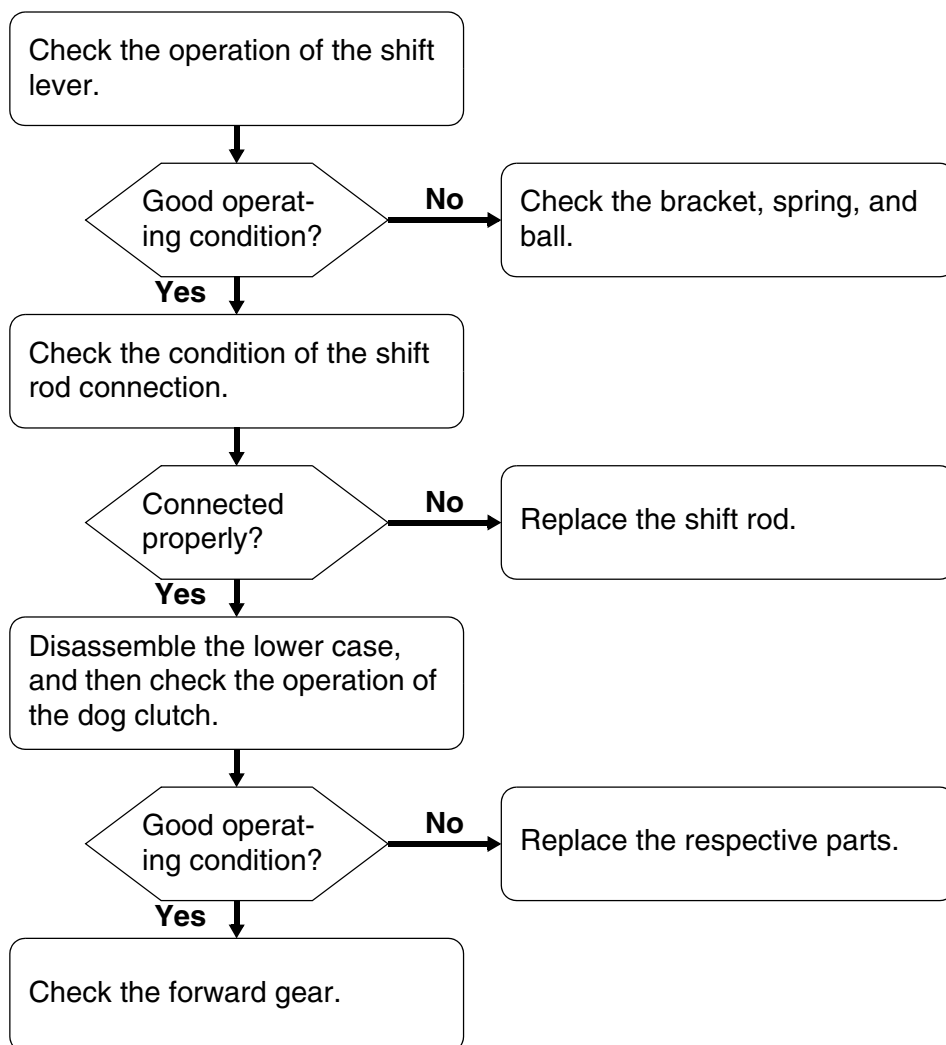 Check the operation of the shift
lever.
Good operat-
ing condition?
No
Check the bracket, spring, and
ball.
Yes
Check the condition of the shift
rod connection.
Connected
properly?
No
Replace the shift rod.
Yes
Disassemble the lower case,
and then check the operation of
the dog clutch.
Good operat-
ing condition?
No
Replace the respective parts.
Yes
Check the forward gear.